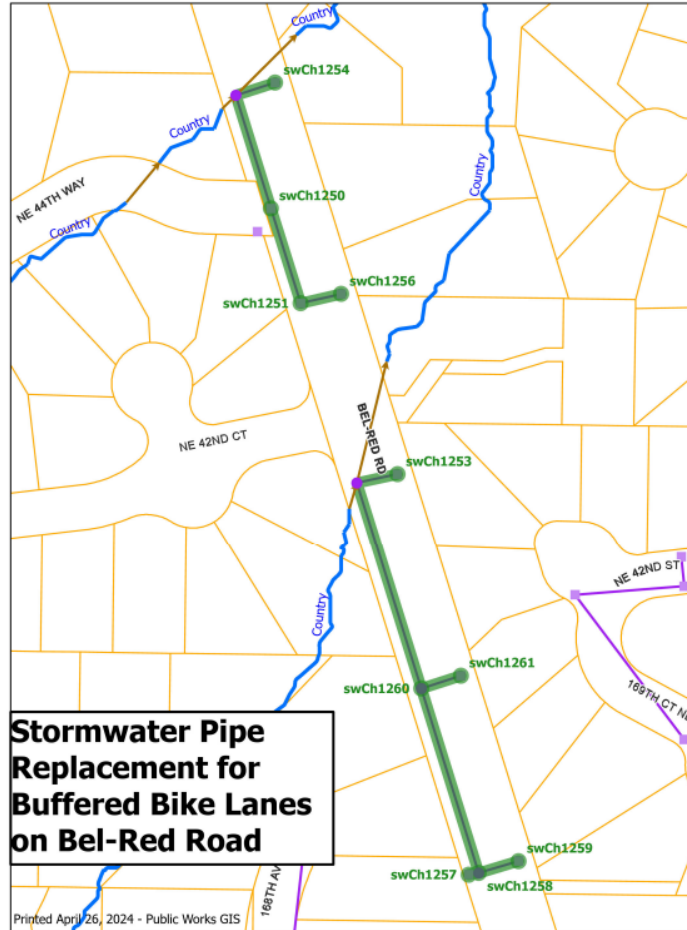 swCh1254
Country
Country
swCh1250
NE 44TH WAY
Country
swCh1256
swCh1251
BEL-RED RD
NE 42ND CT
swCh1253
NE 42ND ST
Country
swCh1261
swCh1260
169TH CT NE
Stormwater Pipe
Replacement for
Buffered Bike Lanes
on Bel-Red Road
swCh1259
swCh1257
swCh1258
168TH AV
Printed April 26, 2024 - Public Works GIS